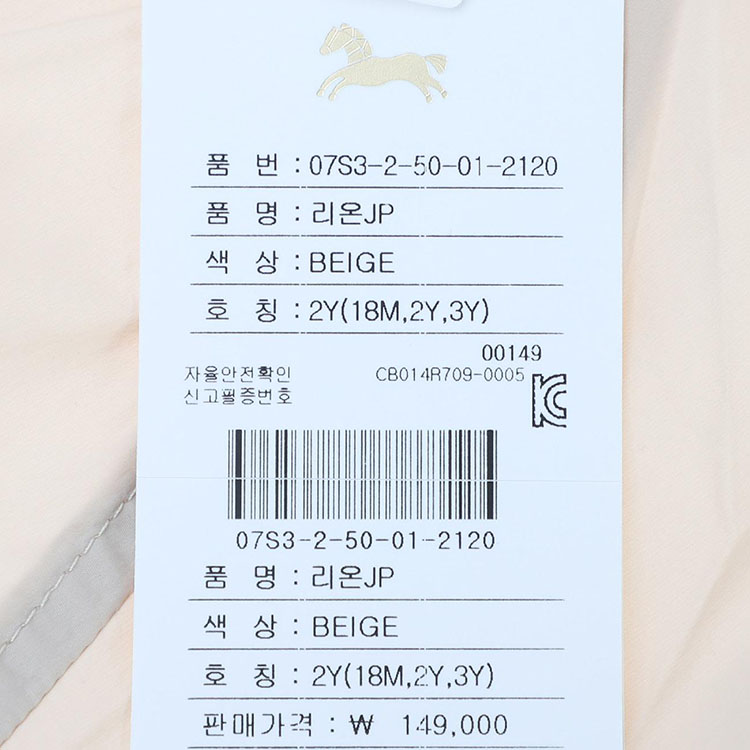 품 번 : 07S3-2-50-01-2120
품 명 : 리온JP
색 상 : BEIGE
호 칭 : 2Y(18M,2Y,3Y)
00149
자율안전확인 CB014R709-0005
신고필증번호
07S3-2-50-01-2120
품 명 : 리온JP
색 상 : BEIGE
호 칭 : 2Y(18M,2Y,3Y)
판매가격 : ₩ 149,000